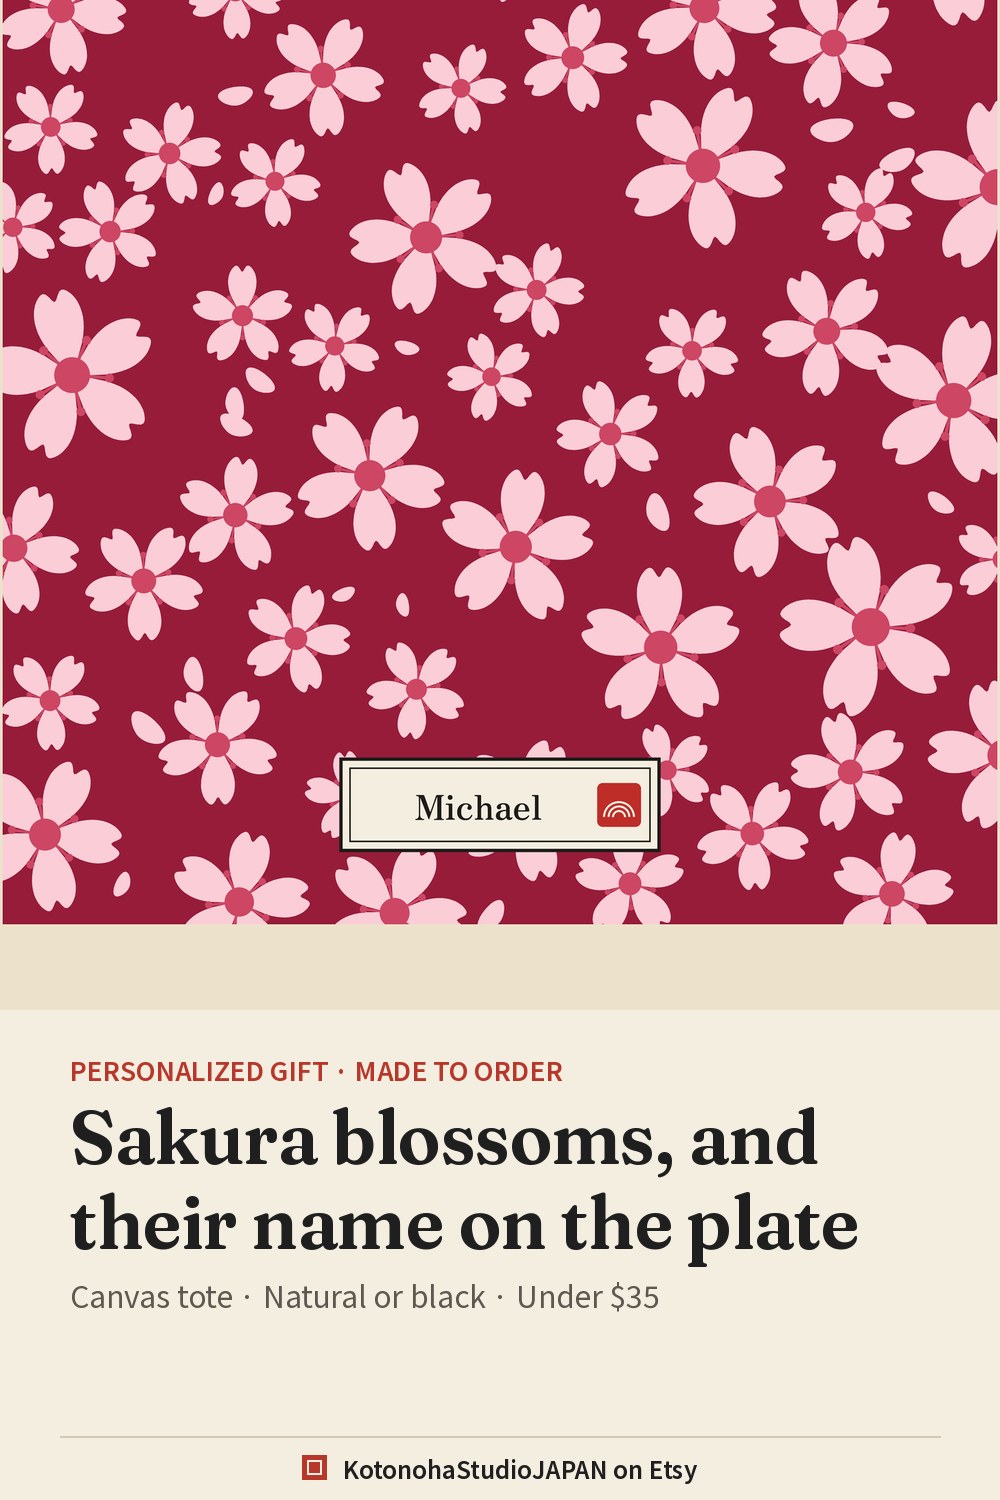 Michael
PERSONALIZED GIFT · MADE TO ORDER
Sakura blossoms, and
their name on the plate
Canvas tote · Natural or black · Under $35
KotonohaStudioJAPAN on Etsy